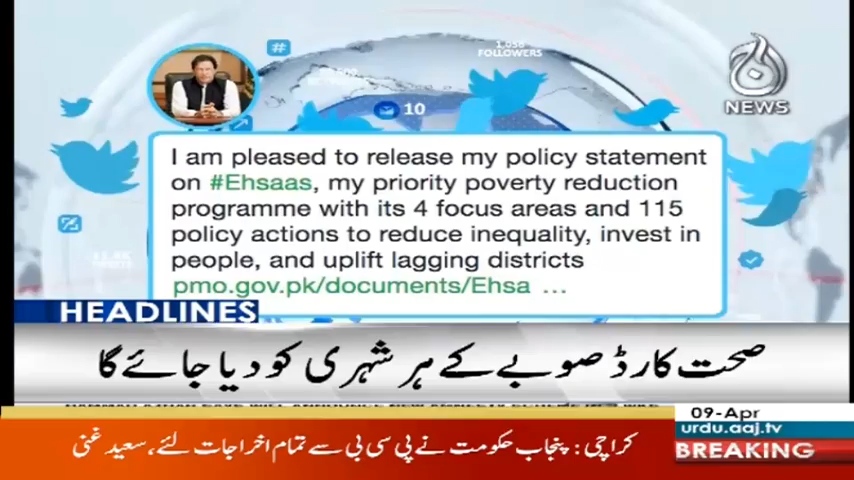 #
1,056
FOLLOWERS
10
NEWS
I am pleased to release my policy statement
on #Ehsaas, my priority poverty reduction
programme with its 4 focus areas and 115
policy actions to reduce inequality, invest in
people, and uplift lagging districts
pmo.gov.pk/documents/Ehsa ...
HEADLINES
صحت کارڈ صوبے کے ہر شہری کو دیا جائے گا
09-Apr
urdu.aaj.tv
BREAKING
کراچی : پنجاب حکومت نے پی سی بی سے تمام اخراجات لئے، سعید غنی